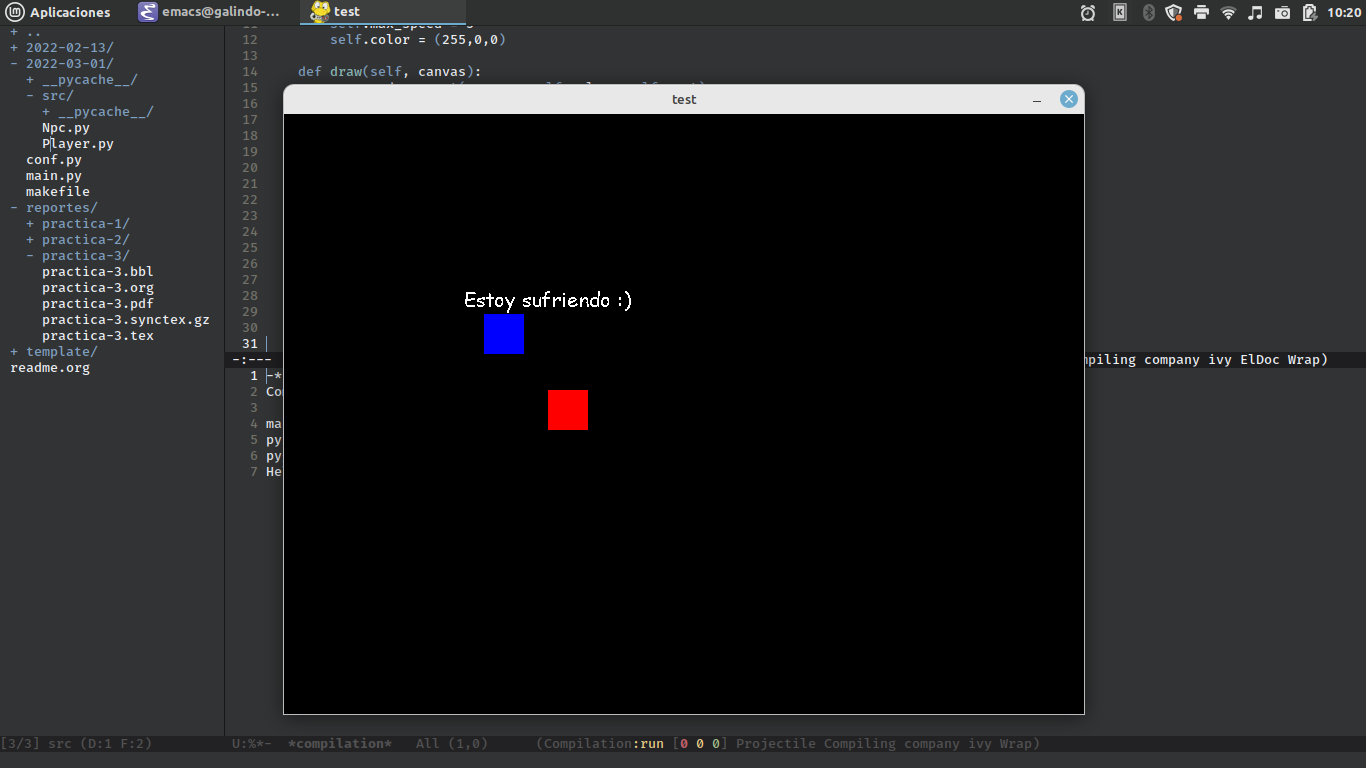 Aplicaciones
emacs@galindo-...
test
10:20
+ ..
+ 2022-02-13/
- 2022-03-01/
+ __pycache__/
- src/
+ __pycache__/
Npc.py
Player.py
conf.py
main.py
makefile
- reportes/
+ practica-1/
+ practica-2/
- practica-3/
practica-3.bbl
practica-3.org
practica-3.pdf
practica-3.synctex.gz
practica-3.tex
+ template/
readme.org
[3/3] src (D:1 F:2)
12 self.color = (255,0,0)
13
14 def draw(self, canvas):
15
16
17
18
19
20
21
22
23
24
25
26
27
28
29
30
31
-:---
piling company ivy ElDoc Wrap)
1 -*
2 Co
3
4 ma
5 py
6 py
7 He
U:%*- *compilation* All (1,0) (Compilation:run [0 0 0] Projectile Compiling company ivy Wrap)
test
Estoy sufriendo :)